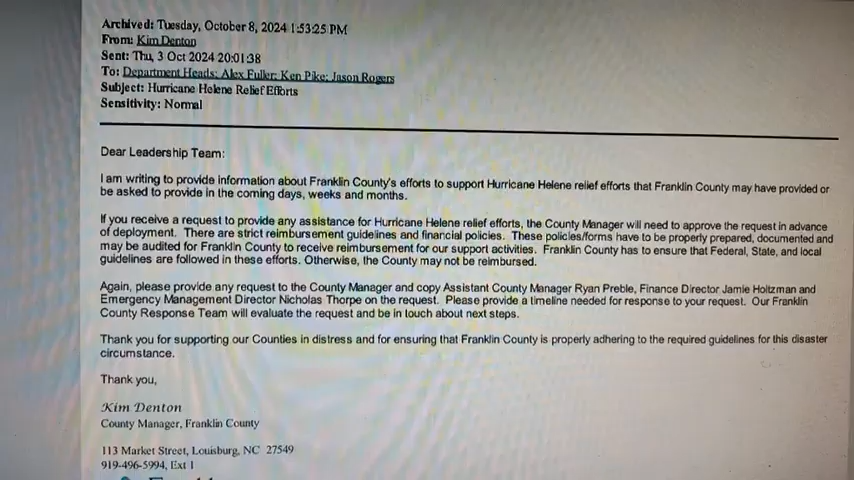 Archived: Tuesday, October 8, 2024 1:53:25 PM
From: Kim Denton
Sent: Thu, 3 Oct 2024 20:01:38
To: Department Heads; Alex Fuller; Ken Pike; Jason Rogers
Subject: Hurricane Helene Relief Efforts
Sensitivity: Normal
Dear Leadership Team:
I am writing to provide information about Franklin County's efforts to support Hurricane Helene relief efforts that Franklin County may have provided or
be asked to provide in the coming days, weeks and months.
If you receive a request to provide any assistance for Hurricane Helene relief efforts, the County Manager will need to approve the request in advance
of deployment. There are strict reimbursement guidelines and financial policies. These policies/forms have to be properly prepared, documented and
may be audited for Franklin County to receive reimbursement for our support activities. Franklin County has to ensure that Federal, State, and local
guidelines are followed in these efforts. Otherwise, the County may not be reimbursed.
Again, please provide any request to the County Manager and copy Assistant County Manager Ryan Preble, Finance Director Jamie Holtzman and
Emergency Management Director Nicholas Thorpe on the request. Please provide a timeline needed for response to your request. Our Franklin
County Response Team will evaluate the request and be in touch about next steps.
Thank you for supporting our Counties in distress and for ensuring that Franklin County is properly adhering to the required guidelines for this disaster
circumstance.
Thank you,
Kim Denton
County Manager, Franklin County
113 Market Street, Louisburg, NC 27549
919-496-5994, Ext 1